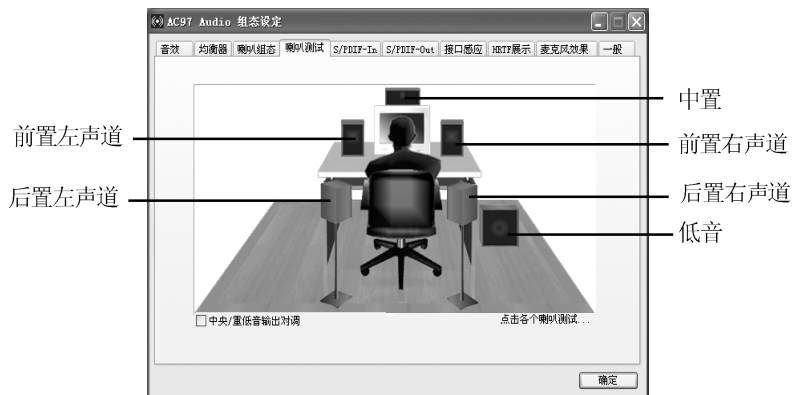 AC97 Audio 组态设定
音效 均衡器 喇叭组态 喇叭测试 S/PDIF-In S/PDIF-Out 接口感应 HRTF展示 麦克风效果 一般
中置
前置左声道
前置右声道
后置左声道
后置右声道
低音
中央/重低音输出对调
点击各个喇叭测试...
确定